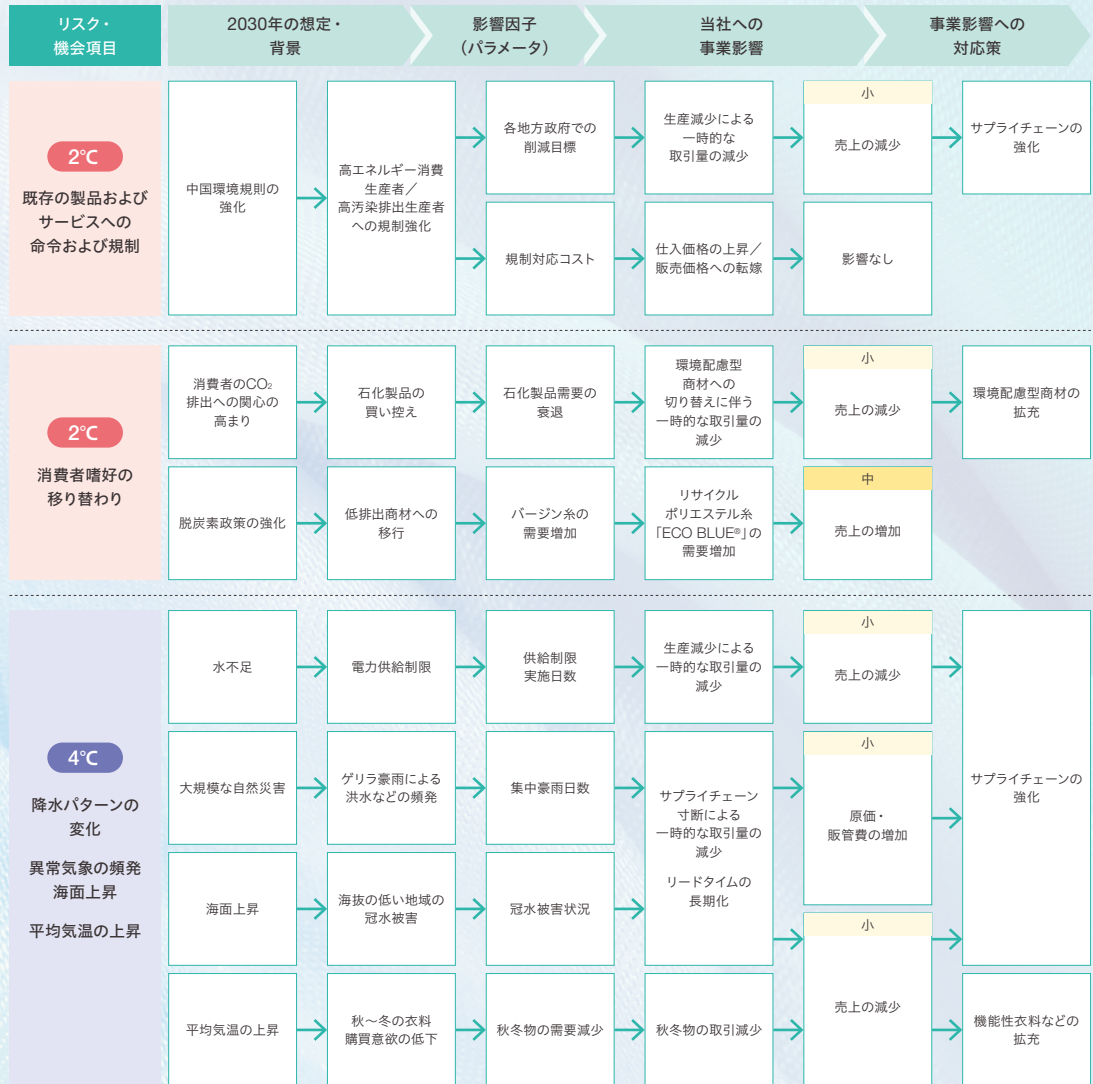 リスク・
機会項目
2030年の想定・
背景
影響因子
（パラメータ）
当社への
事業影響
事業影響への
対応策
2℃
既存の製品および
サービスへの
命令および規制
中国環境規則の
強化
高エネルギー消費
生産者／
高汚染排出生産者
への規制強化
各地方政府での
削減目標
生産減少による
一時的な
取引量の減少
小
売上の減少
サプライチェーンの
強化
規制対応コスト
仕入価格の上昇／
販売価格への転嫁
影響なし
2℃
消費者嗜好の
移り替わり
消費者のCO₂
排出への関心の
高まり
石化製品の
買い控え
石化製品需要の
衰退
環境配慮型
商材への
切り替えに伴う
一時的な取引量の
減少
小
売上の減少
環境配慮型商材の
拡充
脱炭素政策の強化
低排出商材への
移行
バージン糸の
需要増加
リサイクル
ポリエステル糸
「ECO BLUE®」の
需要増加
中
売上の増加
4℃
降水パターンの
変化
異常気象の頻発
海面上昇
平均気温の上昇
水不足
電力供給制限
供給制限
実施日数
生産減少による
一時的な取引量の
減少
小
売上の減少
サプライチェーンの
強化
大規模な自然災害
ゲリラ豪雨による
洪水などの頻発
集中豪雨日数
サプライチェーン
寸断による
一時的な取引量の
減少
リードタイムの
長期化
小
原価・
販管費の増加
海面上昇
海抜の低い地域の
冠水被害
冠水被害状況
小
売上の減少
平均気温の上昇
秋～冬の衣料
購買意欲の低下
秋冬物の需要減少
秋冬物の取引減少
機能性衣料などの
拡充